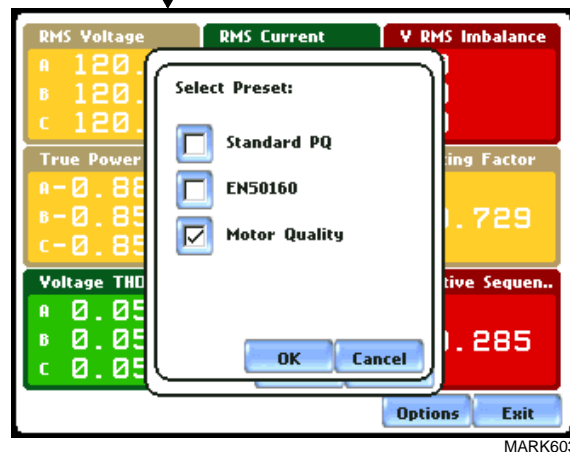 RMS Voltage RMS Current V RMS Imbalance
A 120.
B 120.
C 120.
Select Preset:
Standard PQ
EN50160
Motor Quality
OK Cancel
True Power ing Factor
A-0.88
B-0.85
C-0.85
.729
Voltage THD tive Sequen..
A 0.05
B 0.05
C 0.05
.285
Options Exit
MARK603